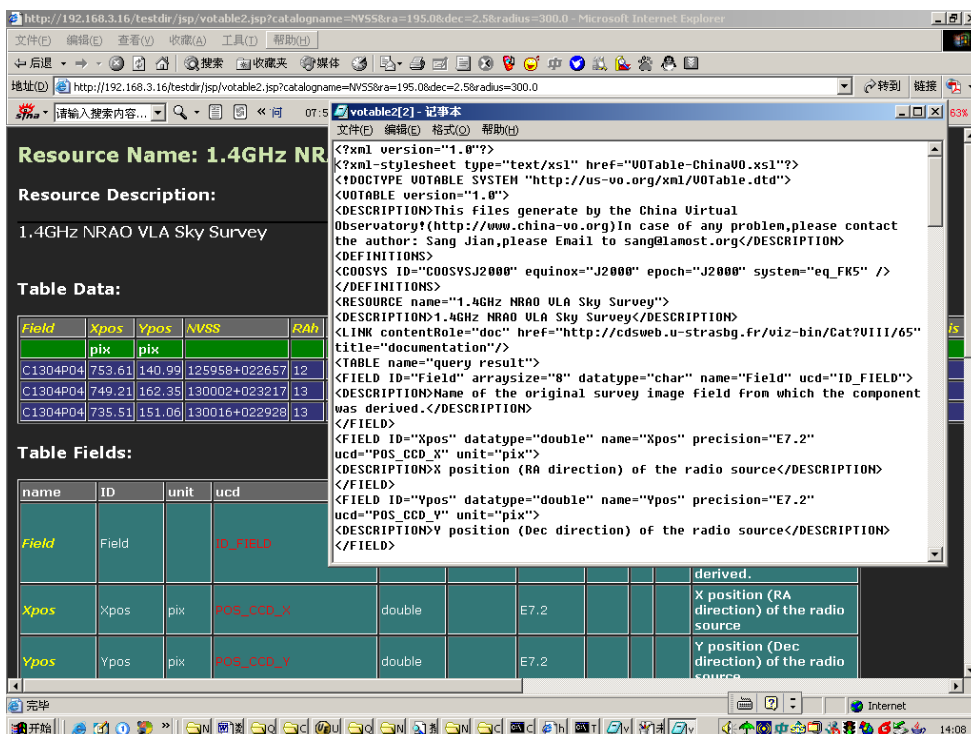 http://192.168.3.16/testdir/jsp/votable2.jsp?catalogname=NVSS&ra=195.0&dec=2.5&radius=300.0 - Microsoft Internet Explorer
文件(F) 编辑(E) 查看(V) 收藏(A) 工具(T) 帮助(H)
后退 搜索 收藏夹 媒体
地址(D) http://192.168.3.16/testdir/jsp/votable2.jsp?catalogname=NVSS&ra=195.0&dec=2.5&radius=300.0 转到 链接
sina 请输入搜索内容... 07:5 63%
Resource Name: 1.4GHz NR
Resource Description:
1.4GHz NRAO VLA Sky Survey
Table Data:
Field Xpos Ypos NVSS RAh is
pix pix
C1304P04 753.61 140.99 125958+022657 12
C1304P04 749.21 162.35 130002+023217 13
C1304P04 735.51 151.06 130016+022928 13
Table Fields:
name ID unit ucd
Field Field ID_FIELD derived.
Xpos Xpos pix POS_CCD_X double E7.2 X position (RA
direction) of the radio
source
Ypos Ypos pix POS_CCD_Y double E7.2 Y position (Dec
direction) of the radio
source
votable2[2] - 记事本
文件(F) 编辑(E) 格式(O) 帮助(H)
<?xml version="1.0"?>
<?xml-stylesheet type="text/xsl" href="VOTable-ChinaVO.xsl"?>
<!DOCTYPE VOTABLE SYSTEM "http://us-vo.org/xml/VOTable.dtd">
<VOTABLE version="1.0">
<DESCRIPTION>This files generate by the China Virtual
Observatory!(http://www.china-vo.org)In case of any problem,please contact
the author: Sang Jian,please Email to sang@lamost.org</DESCRIPTION>
<DEFINITIONS>
<COOSYS ID="COOSYSJ2000" equinox="J2000" epoch="J2000" system="eq_FK5" />
</DEFINITIONS>
<RESOURCE name="1.4GHz NRAO VLA Sky Survey">
<DESCRIPTION>1.4GHz NRAO VLA Sky Survey</DESCRIPTION>
<LINK contentRole="doc" href="http://cdsweb.u-strasbg.fr/viz-bin/Cat?VIII/65"
title="documentation"/>
<TABLE name="query result">
<FIELD ID="Field" arraysize="8" datatype="char" name="Field" ucd="ID_FIELD">
<DESCRIPTION>Name of the original survey image field from which the component
was derived.</DESCRIPTION>
</FIELD>
<FIELD ID="Xpos" datatype="double" name="Xpos" precision="E7.2"
ucd="POS_CCD_X" unit="pix">
<DESCRIPTION>X position (RA direction) of the radio source</DESCRIPTION>
</FIELD>
<FIELD ID="Ypos" datatype="double" name="Ypos" precision="E7.2"
ucd="POS_CCD_Y" unit="pix">
<DESCRIPTION>Y position (Dec direction) of the radio source</DESCRIPTION>
</FIELD>
完毕 Internet
开始 14:08